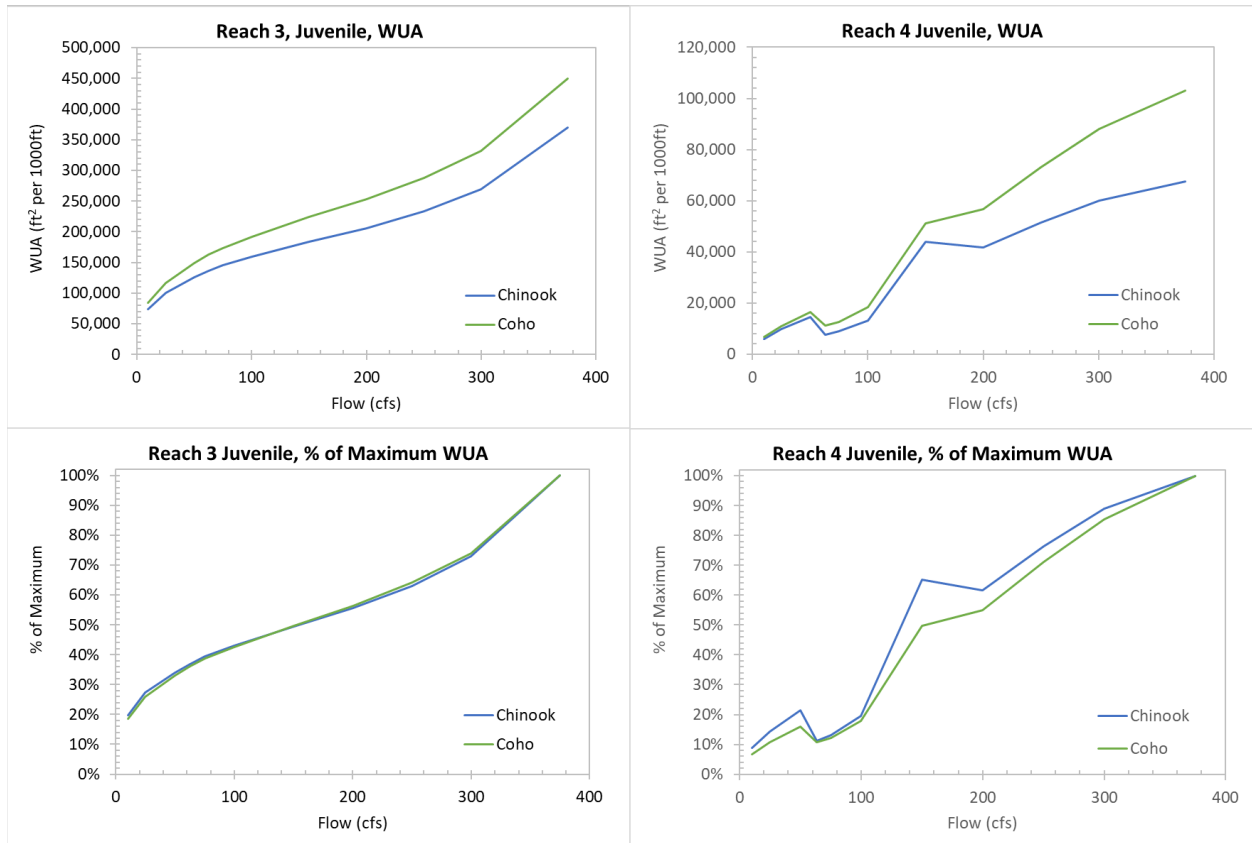 Reach 3, Juvenile, WUA
500,000
450,000
400,000
350,000
300,000
250,000
200,000
150,000
100,000
50,000
0
WUA (ft² per 1000ft)
Chinook
Coho
0 100 200 300 400
Flow (cfs)
Reach 4 Juvenile, WUA
120,000
100,000
80,000
60,000
40,000
20,000
0
WUA (ft² per 1000ft)
Chinook
Coho
0 100 200 300 400
Flow (cfs)
Reach 3 Juvenile, % of Maximum WUA
100%
90%
80%
70%
60%
50%
40%
30%
20%
10%
0%
% of Maximum
Chinook
Coho
0 100 200 300 400
Flow (cfs)
Reach 4 Juvenile, % of Maximum WUA
100%
90%
80%
70%
60%
50%
40%
30%
20%
10%
0%
% of Maximum
Chinook
Coho
0 100 200 300 400
Flow (cfs)